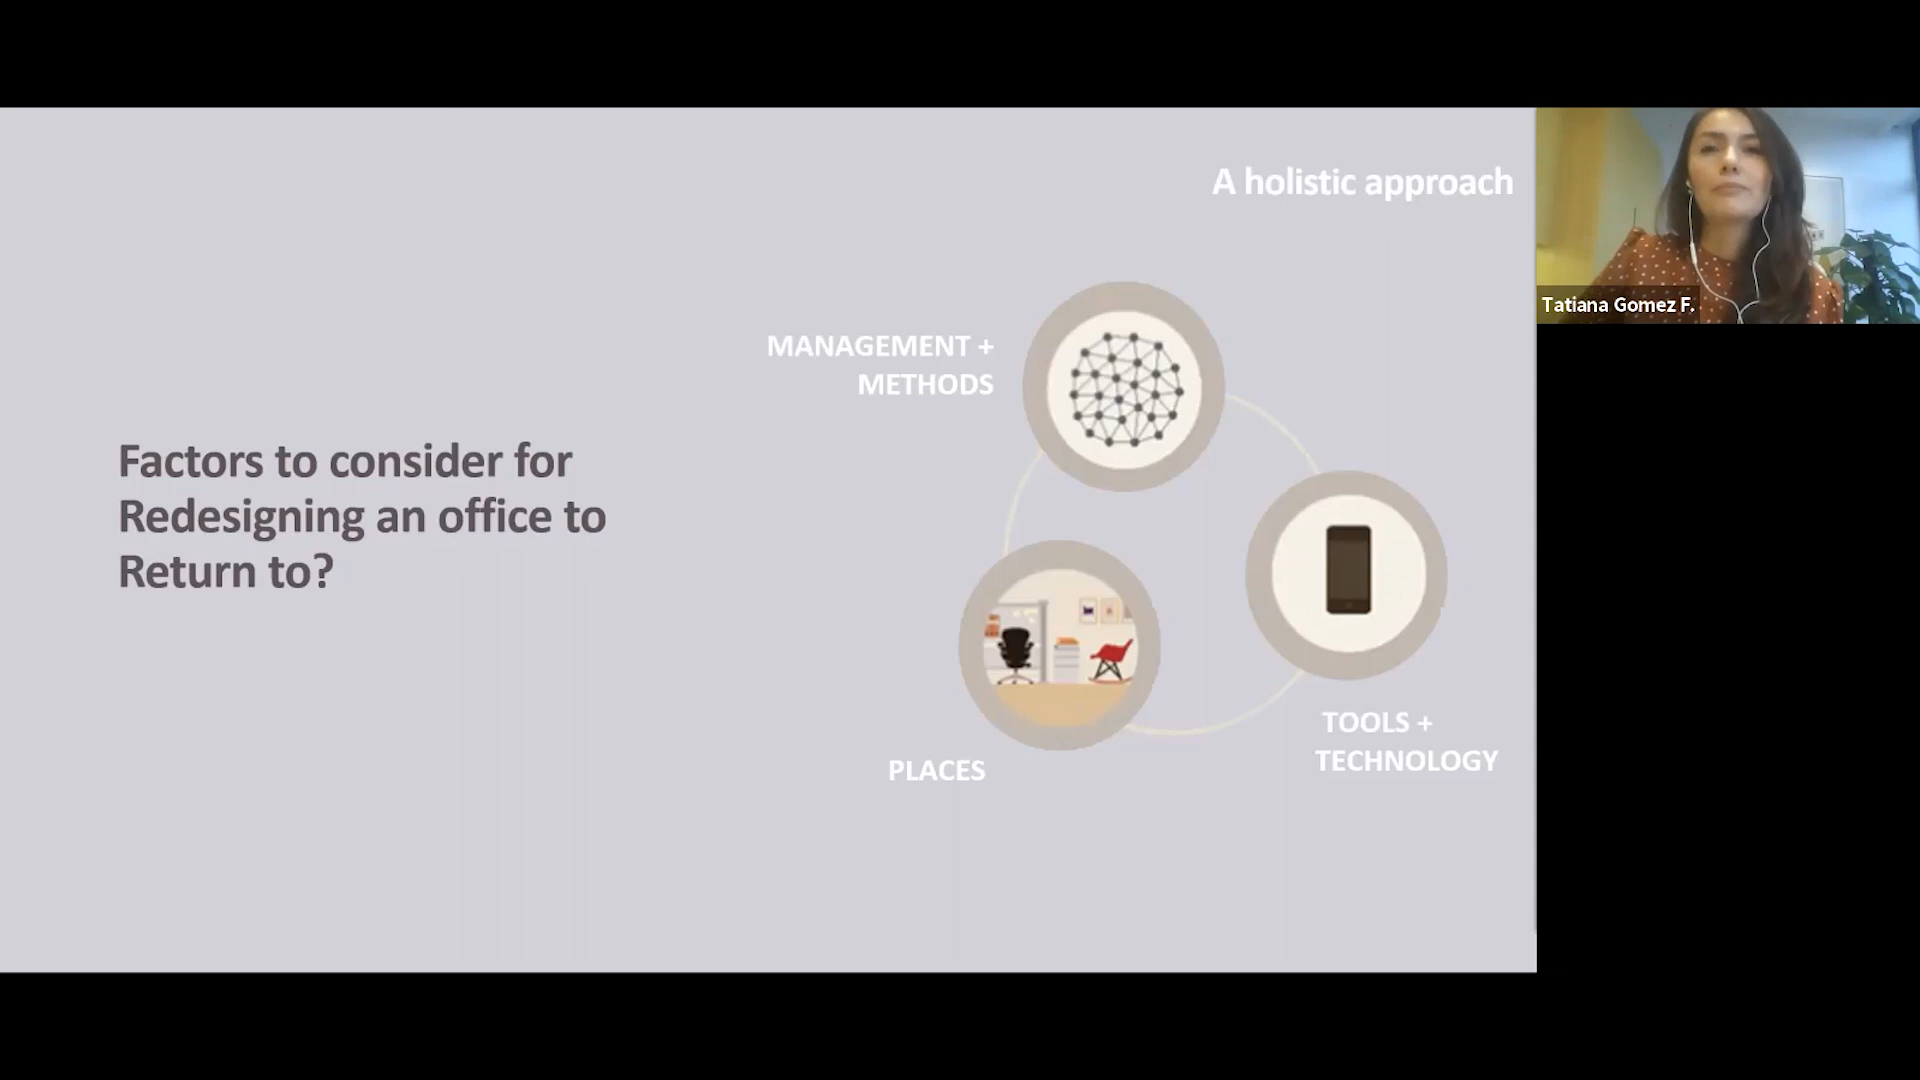 A holistic approach
MANAGEMENT +
METHODS
Factors to consider for
Redesigning an office to
Return to?
TOOLS +
TECHNOLOGY
PLACES
Tatiana Gomez F.